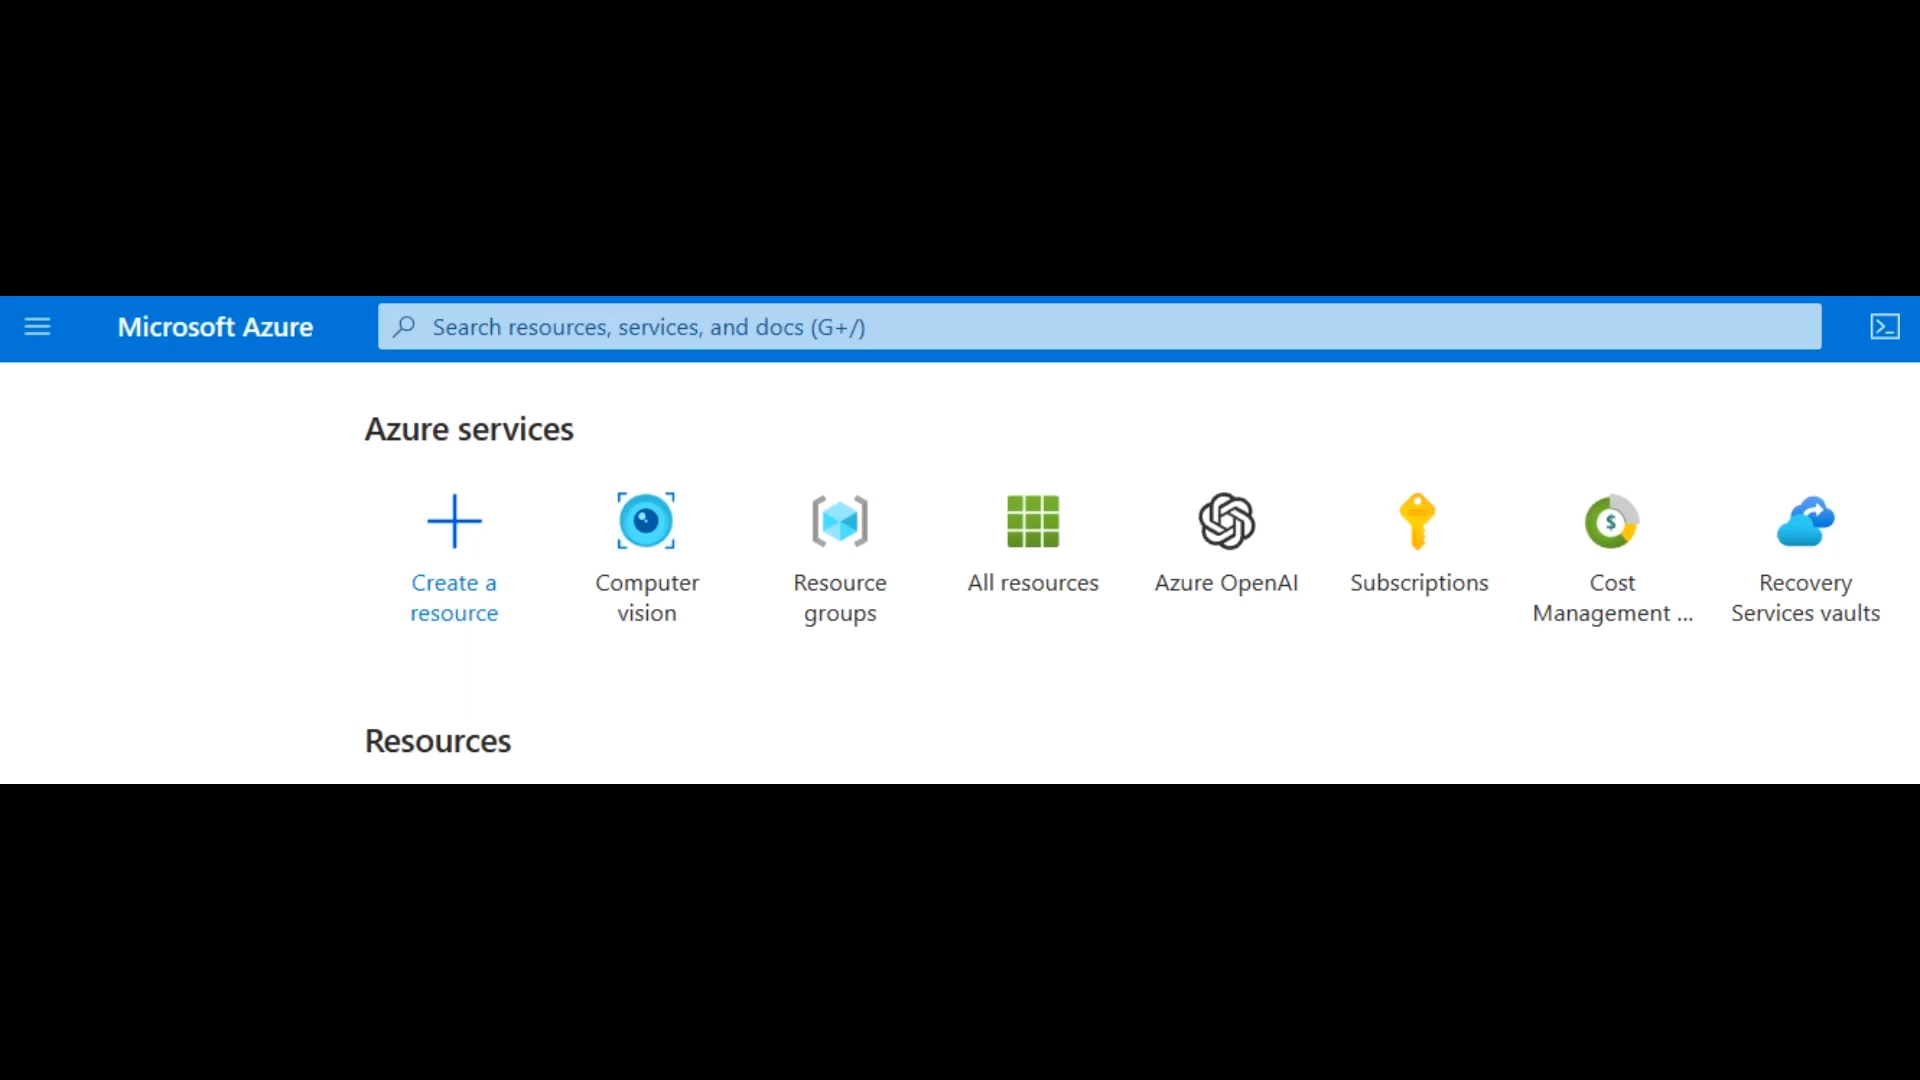 Microsoft Azure
Search resources, services, and docs (G+/)
Azure services
Create a
resource
Computer
vision
Resource
groups
All resources
Azure OpenAI
Subscriptions
Cost
Management ...
Recovery
Services vaults
Resources